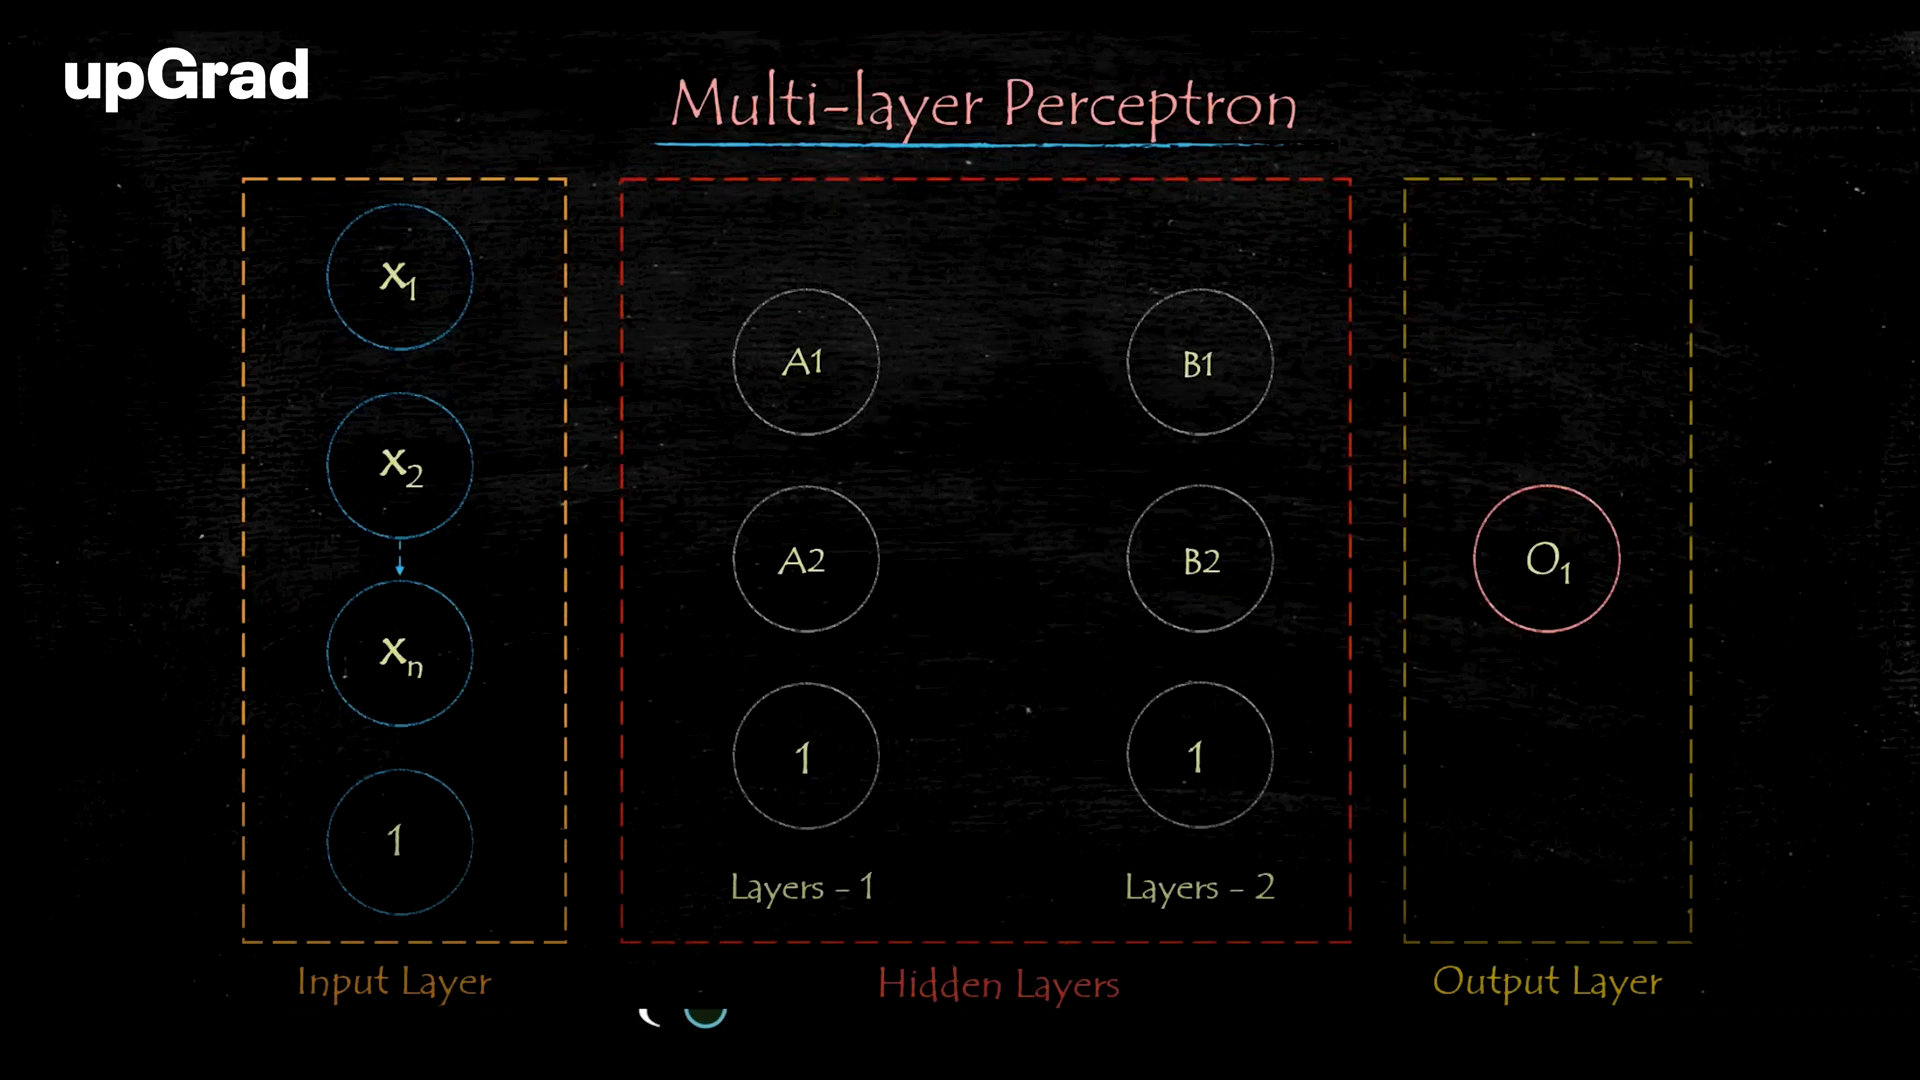 upGrad
Multi-layer Perceptron
x1
x2
xn
1
A1
A2
1
Layers - 1
B1
B2
1
Layers - 2
O1
Input Layer
Hidden Layers
Output Layer